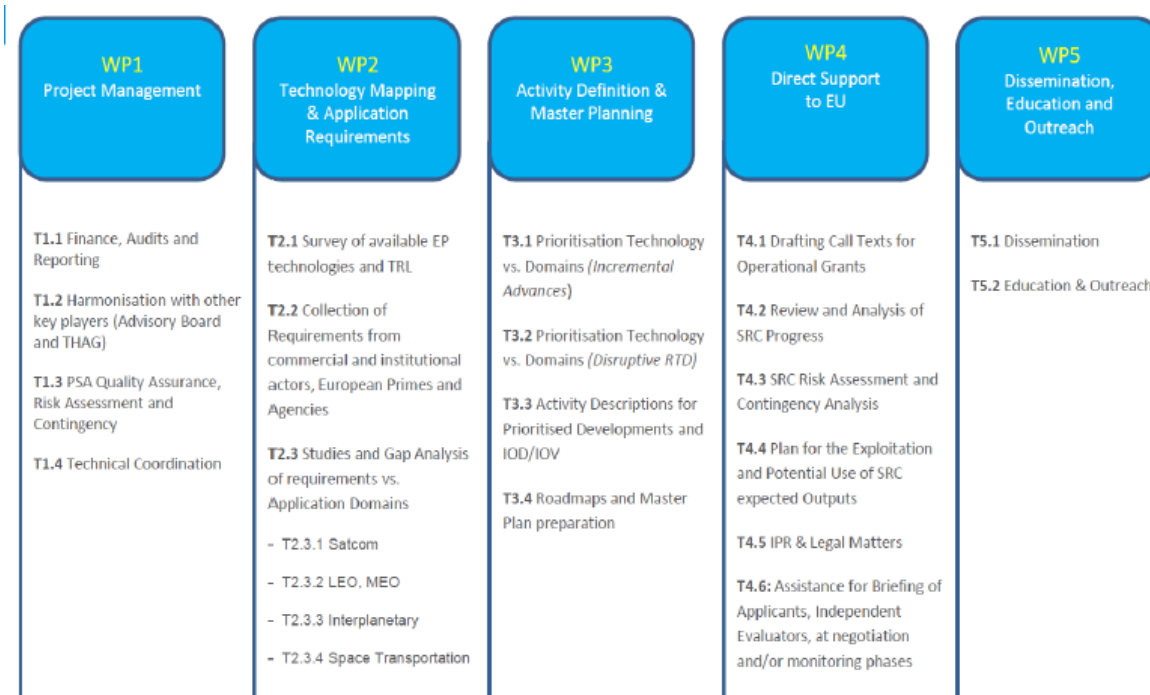 WP1
Project Management
T1.1 Finance, Audits and
Reporting
T1.2 Harmonisation with other
key players (Advisory Board
and THAG)
T1.3 PSA Quality Assurance,
Risk Assessment and
Contingency
T1.4 Technical Coordination
WP2
Technology Mapping
& Application
Requirements
T2.1 Survey of available EP
technologies and TRL
T2.2 Collection of
Requirements from
commercial and institutional
actors, European Primes and
Agencies
T2.3 Studies and Gap Analysis
of requirements vs.
Application Domains
- T2.3.1 Satcom
- T2.3.2 LEO, MEO
- T2.3.3 Interplanetary
- T2.3.4 Space Transportation
WP3
Activity Definition &
Master Planning
T3.1 Prioritisation Technology
vs. Domains (Incremental
Advances)
T3.2 Prioritisation Technology
vs. Domains (Disruptive RTD)
T3.3 Activity Descriptions for
Prioritised Developments and
IOD/IOV
T3.4 Roadmaps and Master
Plan preparation
WP4
Direct Support
to EU
T4.1 Drafting Call Texts for
Operational Grants
T4.2 Review and Analysis of
SRC Progress
T4.3 SRC Risk Assessment and
Contingency Analysis
T4.4 Plan for the Exploitation
and Potential Use of SRC
expected Outputs
T4.5 IPR & Legal Matters
T4.6: Assistance for Briefing of
Applicants, Independent
Evaluators, at negotiation
and/or monitoring phases
WP5
Dissemination,
Education and
Outreach
T5.1 Dissemination
T5.2 Education & Outreach